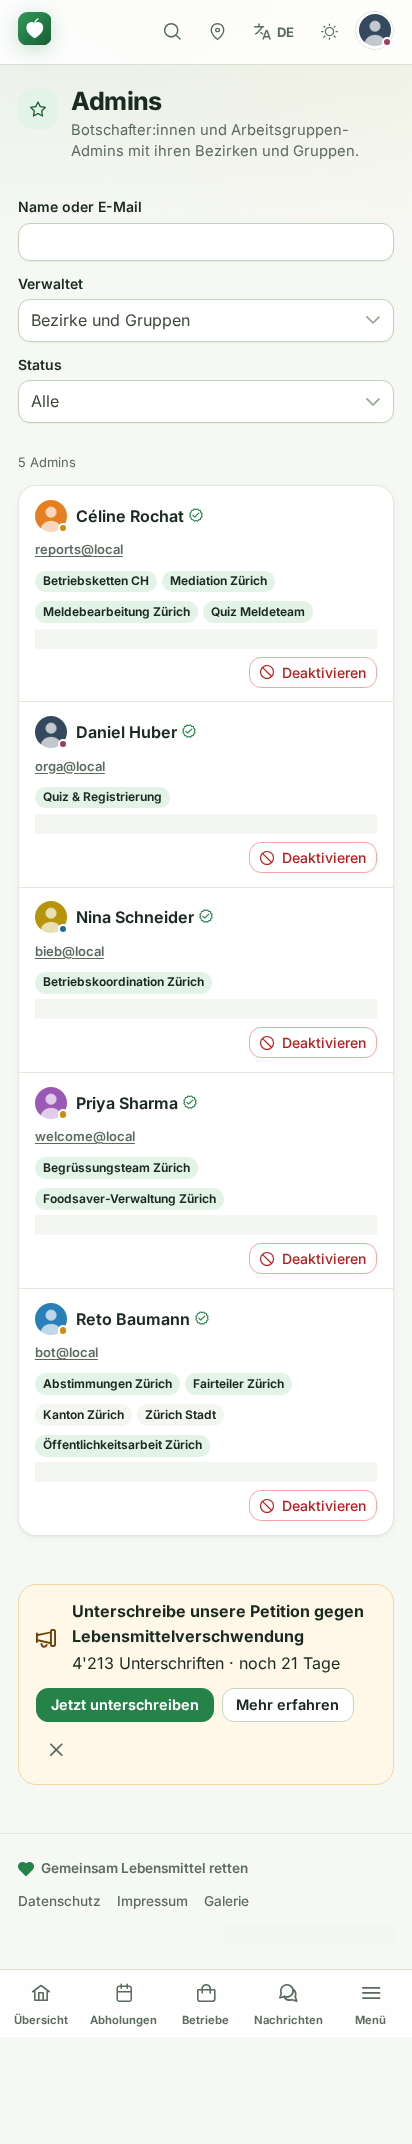 DE
Admins
Botschafter:innen und Arbeitsgruppen-
Admins mit ihren Bezirken und Gruppen.
Name oder E-Mail
Verwaltet
Bezirke und Gruppen
Status
Alle
5 Admins
Céline Rochat
reports@local
Betriebsketten CH Mediation Zürich
Meldebearbeitung Zürich Quiz Meldeteam
Deaktivieren
Daniel Huber
orga@local
Quiz & Registrierung
Deaktivieren
Nina Schneider
bieb@local
Betriebskoordination Zürich
Deaktivieren
Priya Sharma
welcome@local
Begrüssungsteam Zürich
Foodsaver-Verwaltung Zürich
Deaktivieren
Reto Baumann
bot@local
Abstimmungen Zürich Fairteiler Zürich
Kanton Zürich Zürich Stadt
Öffentlichkeitsarbeit Zürich
Deaktivieren
Unterschreibe unsere Petition gegen
Lebensmittelverschwendung
4'213 Unterschriften · noch 21 Tage
Jetzt unterschreiben Mehr erfahren
Gemeinsam Lebensmittel retten
Datenschutz Impressum Galerie
Übersicht Abholungen Betriebe Nachrichten Menü